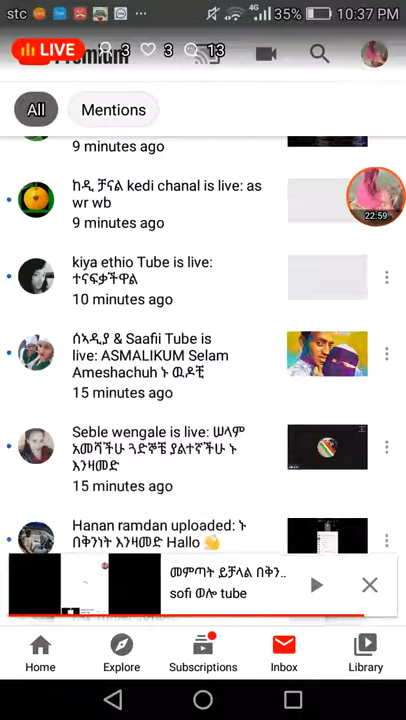 stc
4G
35%
10:37 PM
LIVE
3
3
13
Premium
All
Mentions
9 minutes ago
ከዲ ቻናል kedi chanal is live: as
wr wb
9 minutes ago
22:59
kiya ethio Tube is live:
ተናፍቃችዋል
10 minutes ago
ሰኣዲያ & Saafii Tube is
live: ASMALIKUM Selam
Ameshachuh ኑ ዉዶቺ
15 minutes ago
Seble wengale is live: ሠላም
አመሻችሁ ጓድኞቼ ያልተኛችሁ ኑ
እንዛመድ
15 minutes ago
Hanan ramdan uploaded: ኑ
በቅንነት እንዛመድ Hallo 👋
መምጣት ይቻላል በቅን..
sofi ወሎ tube
Home
Explore
Subscriptions
Inbox
Library